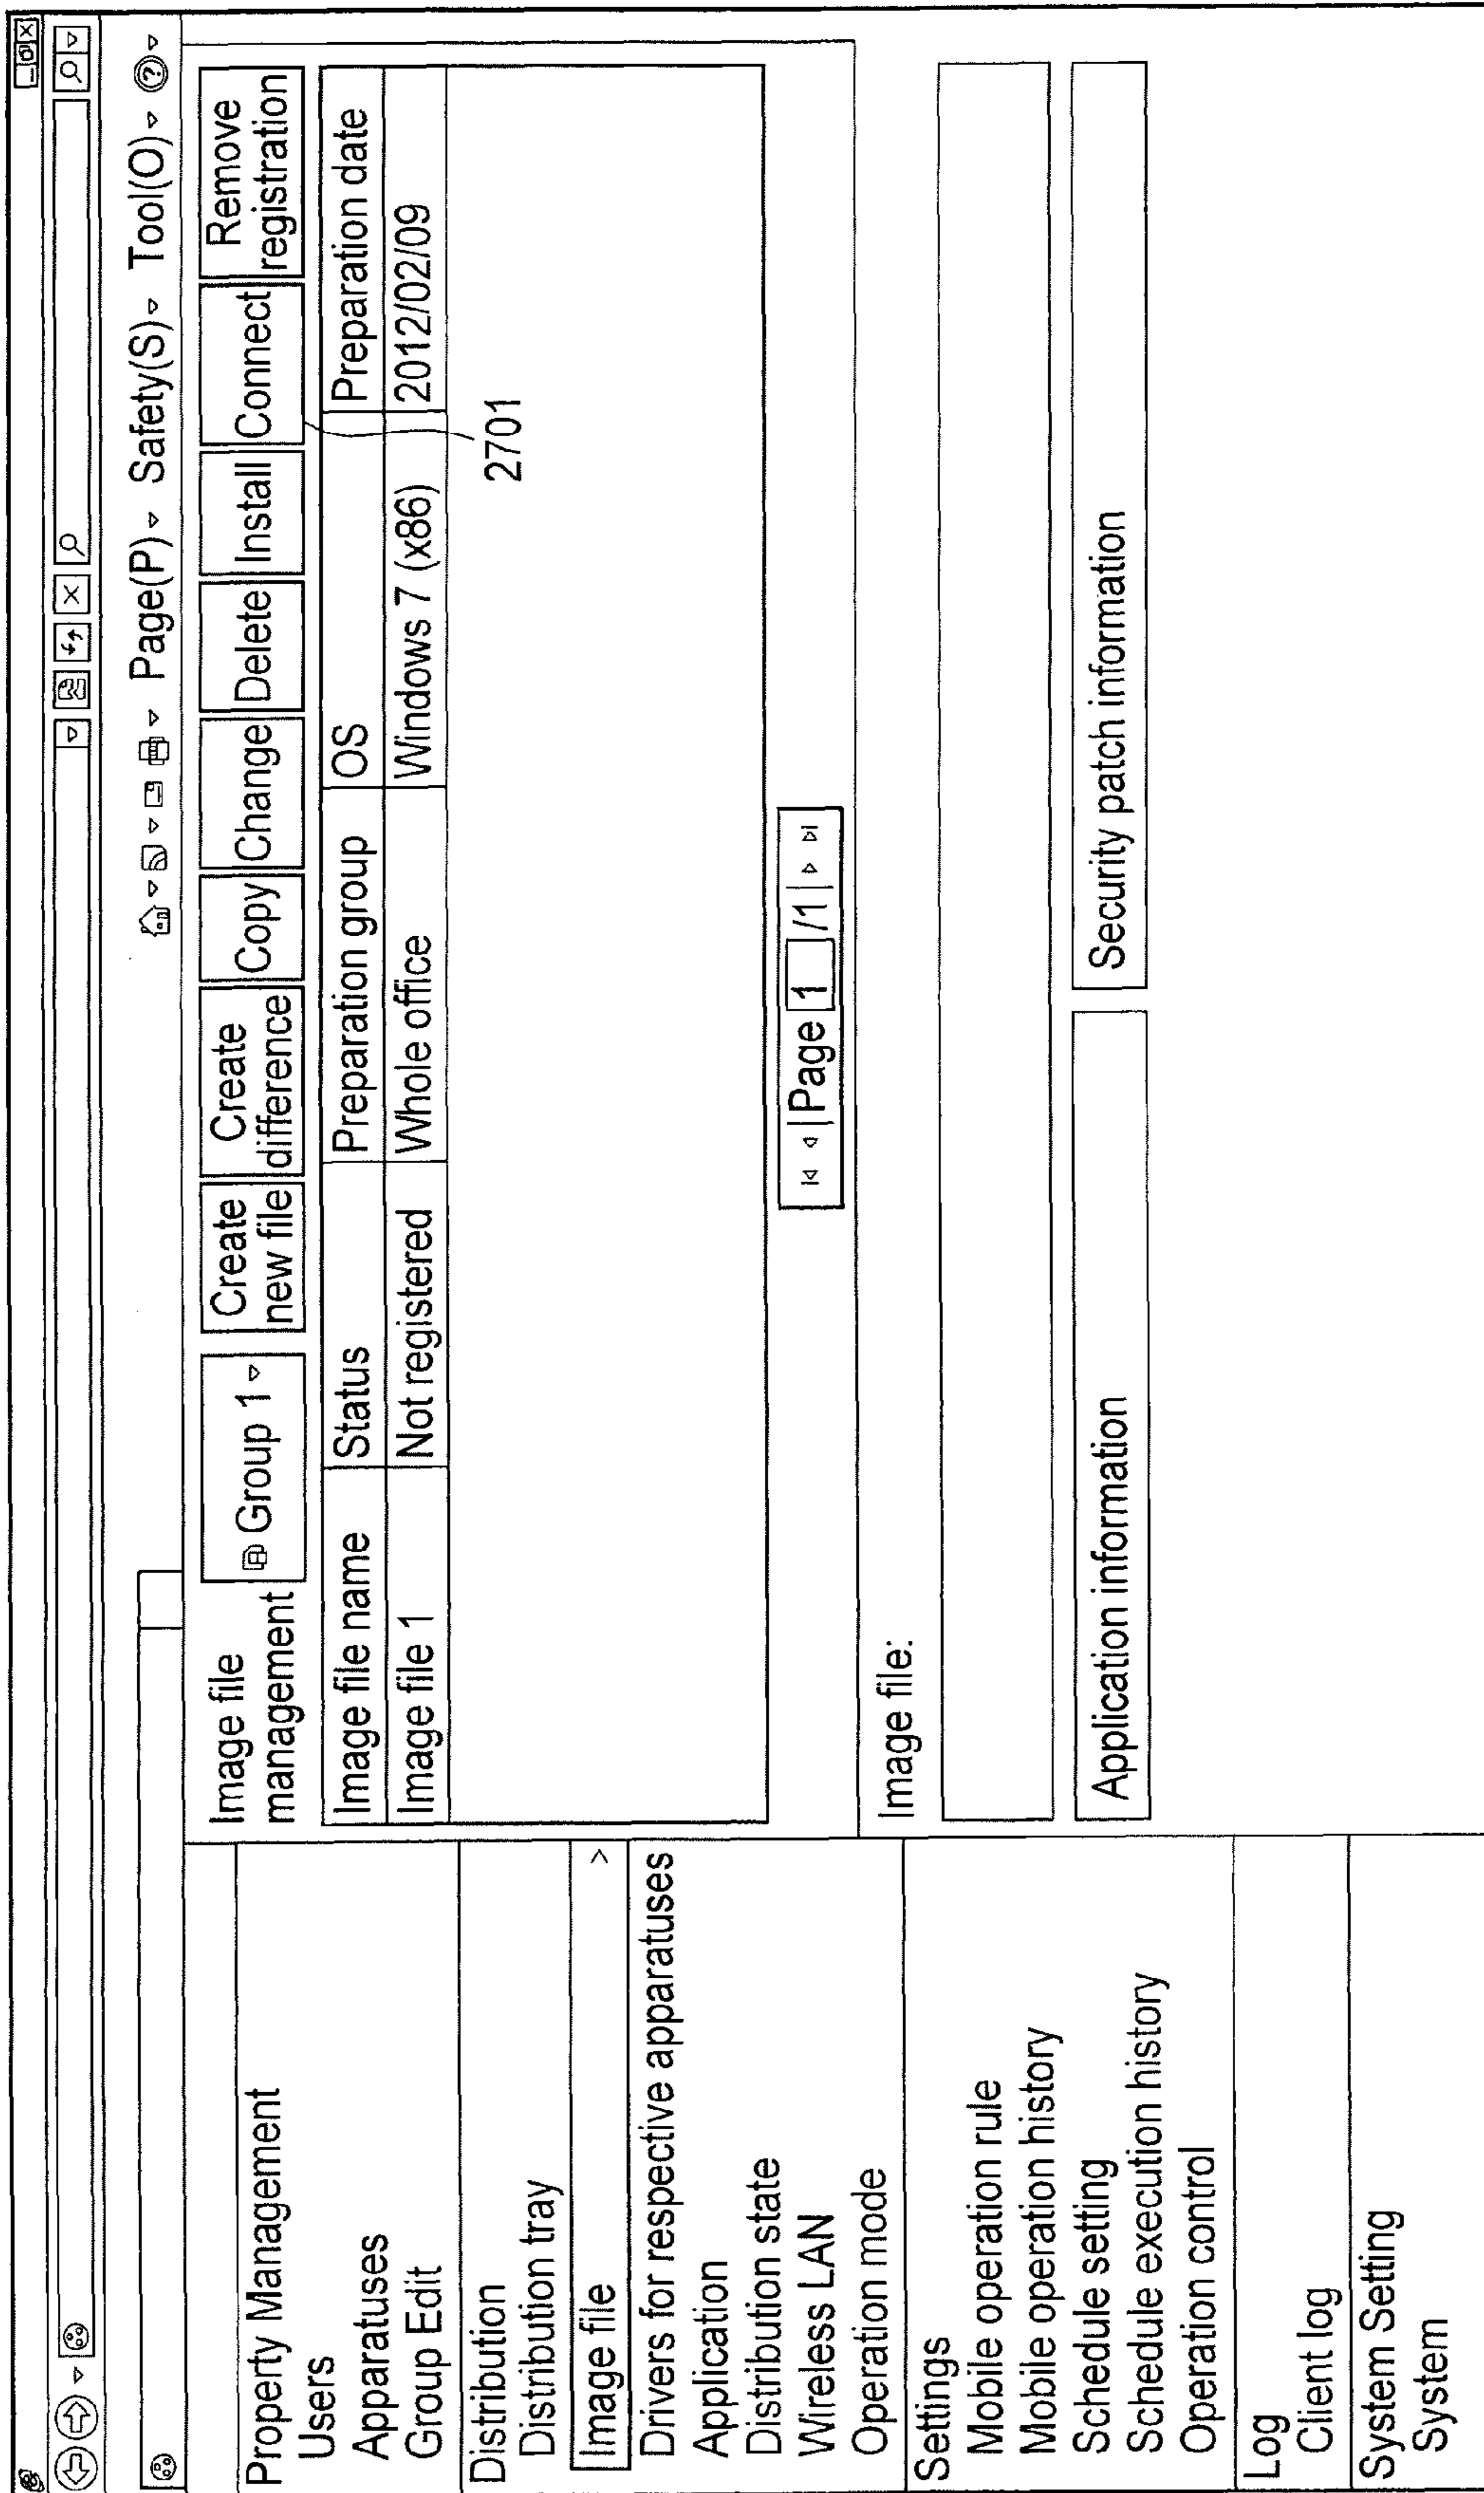 Page(P) Safety(S) Tool(O)
Property Management
Users
Apparatuses
Group Edit
Distribution
Distribution tray
Image file >
Drivers for respective apparatuses
Application
Distribution state
Wireless LAN
Operation mode
Settings
Mobile operation rule
Mobile operation history
Schedule setting
Schedule execution history
Operation control
Log
Client log
System Setting
System
Image file
management
Group 1
Create
new file
Create
difference
Copy
Change
Delete
Install
Connect
Remove
registration
Image file name Status Preparation group OS Preparation date
Image file 1 Not registered Whole office Windows 7 (x86) 2012/02/09
2701
Page 1 /1
Image file:
Application information
Security patch information